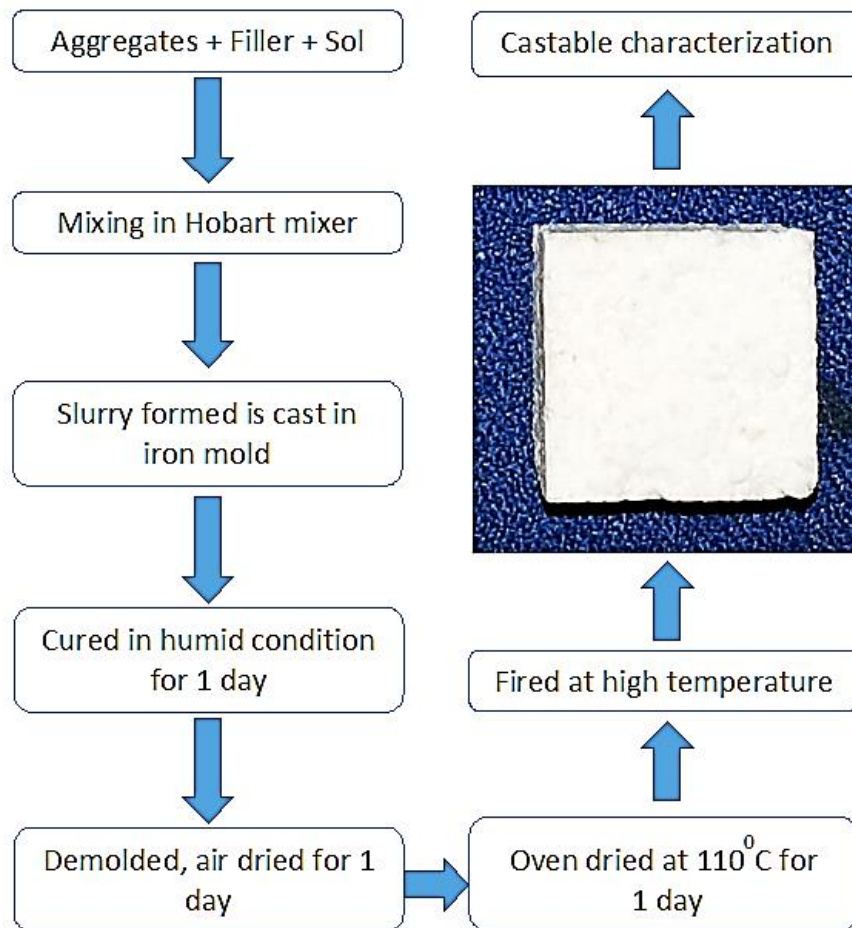 Aggregates + Filler + Sol
Mixing in Hobart mixer
Slurry formed is cast in
iron mold
Cured in humid condition
for 1 day
Demolded, air dried for 1
day
Oven dried at 110⁰C for
1 day
Fired at high temperature
Castable characterization